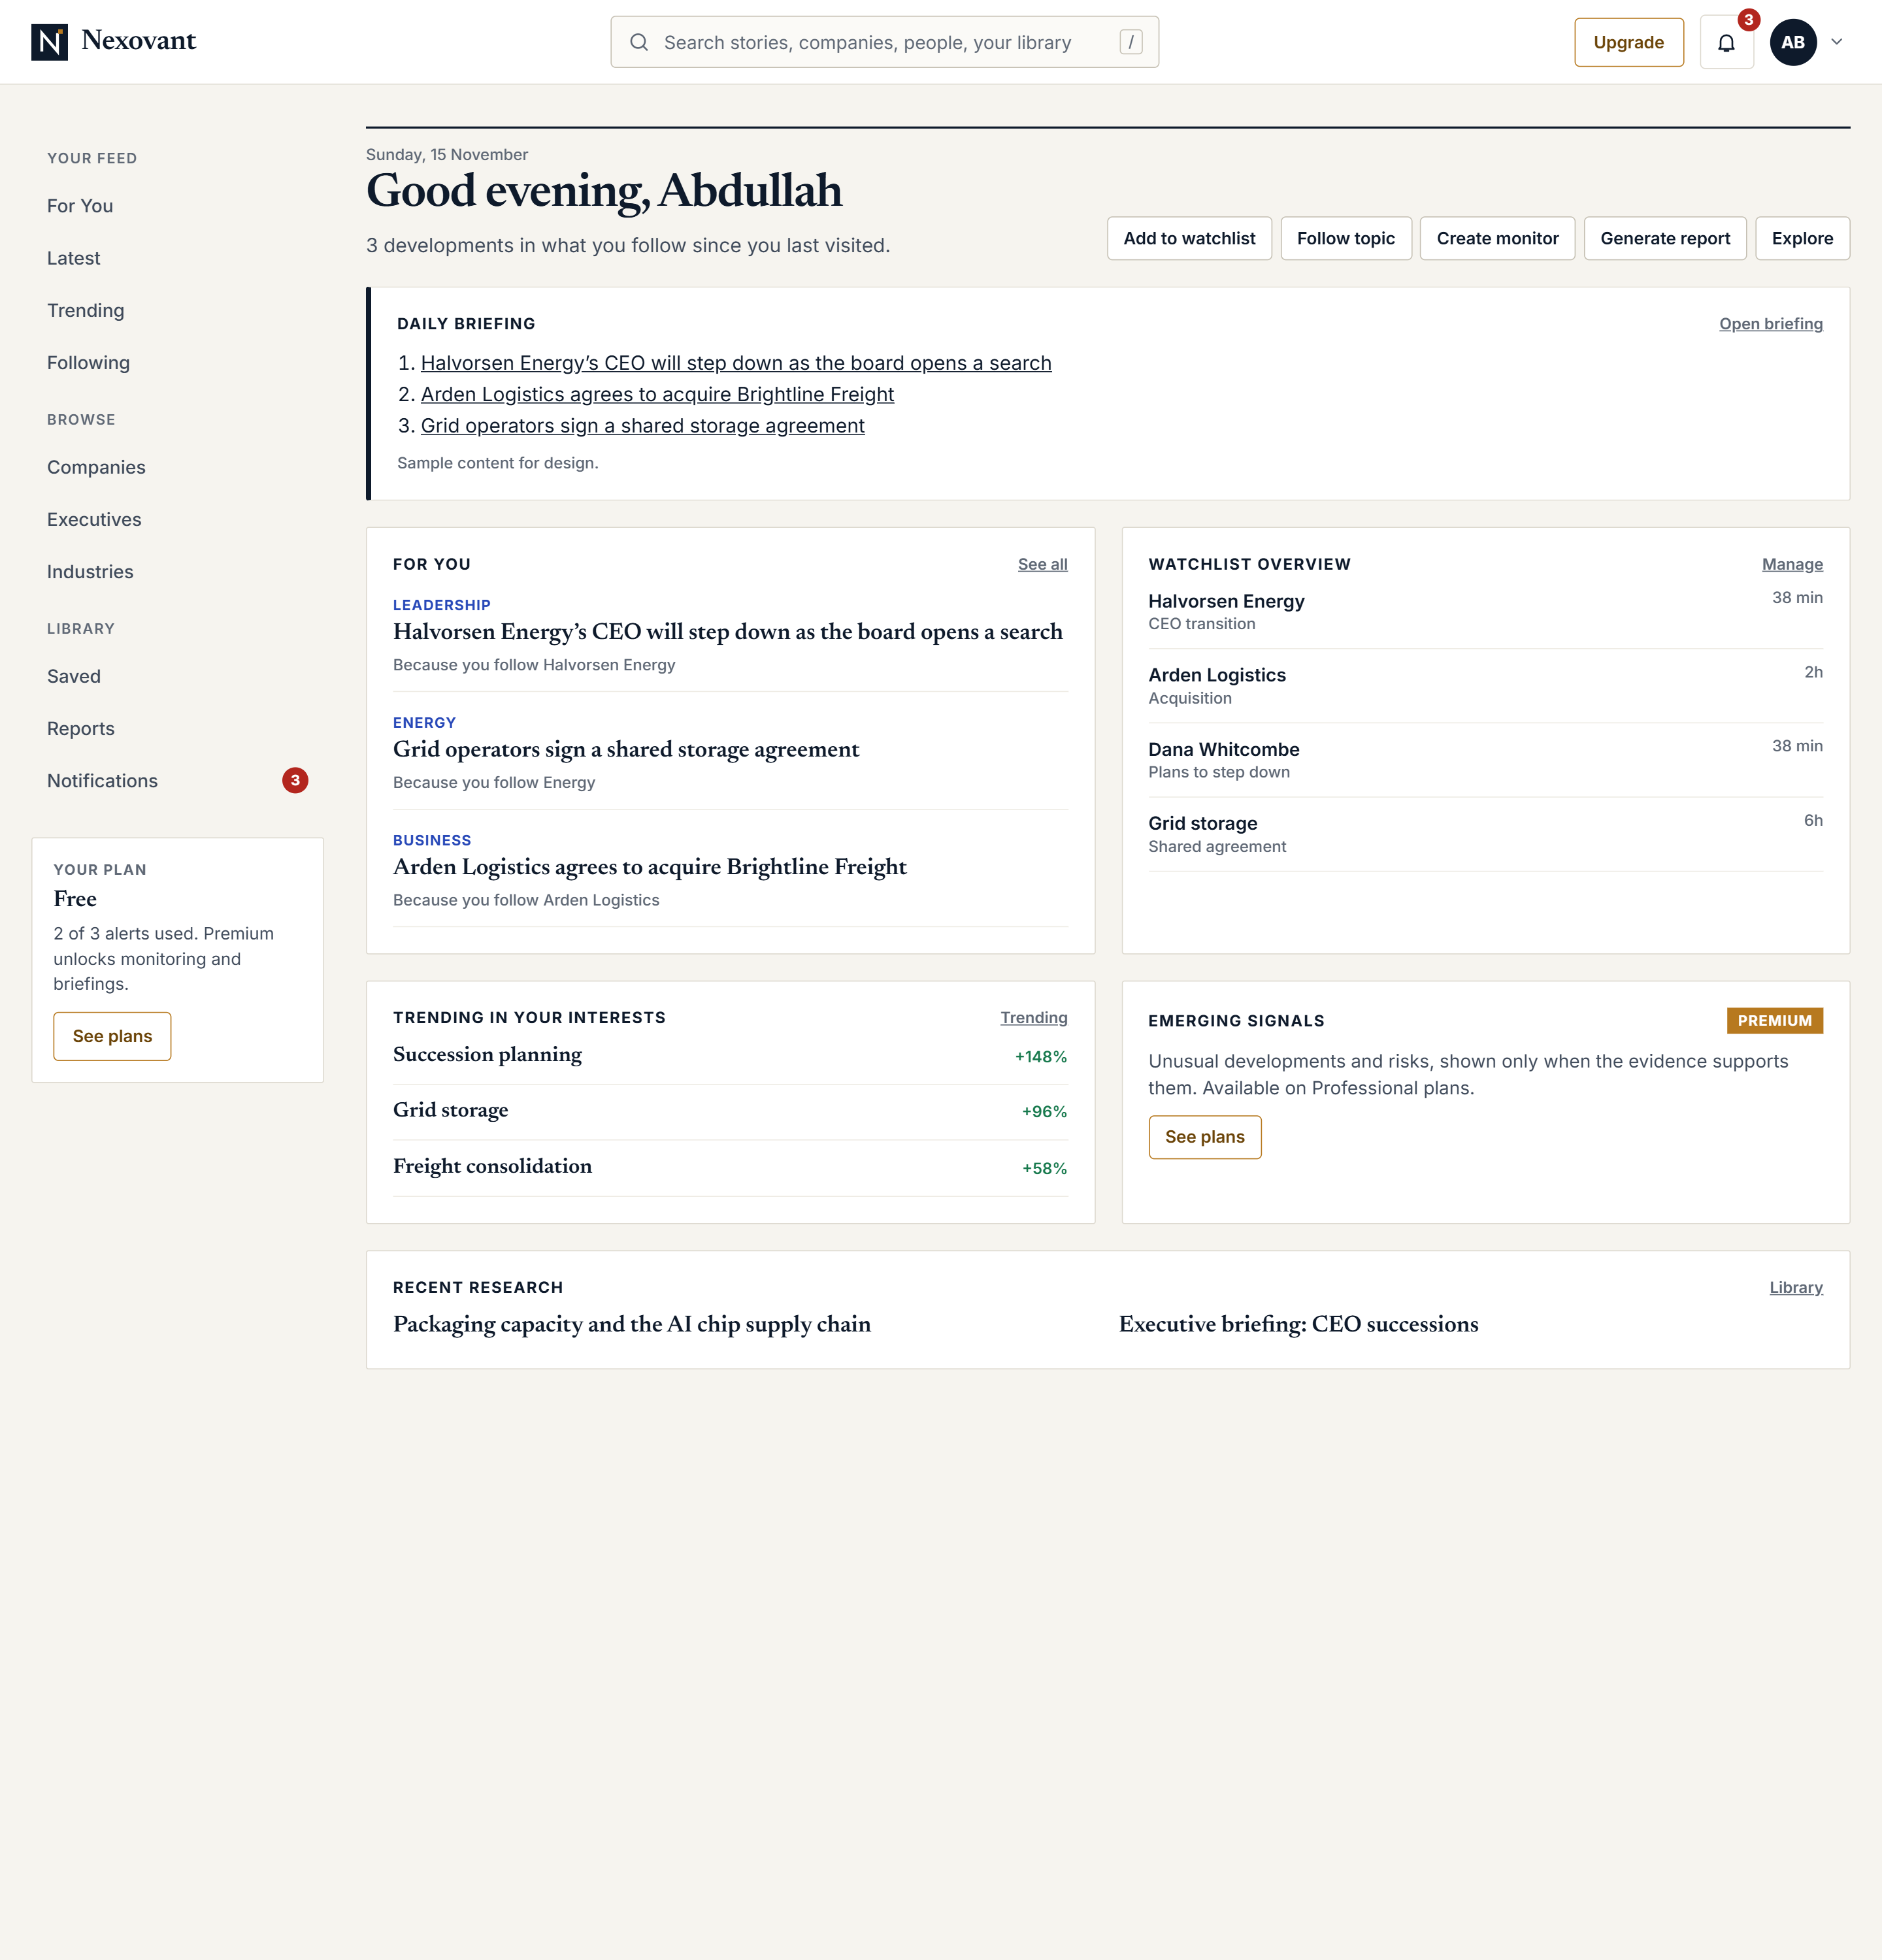 Nexovant
Search stories, companies, people, your library
/
Upgrade
3
AB
YOUR FEED
For You
Latest
Trending
Following
BROWSE
Companies
Executives
Industries
LIBRARY
Saved
Reports
Notifications
3
YOUR PLAN
Free
2 of 3 alerts used. Premium
unlocks monitoring and
briefings.
See plans
Sunday, 15 November
Good evening, Abdullah
3 developments in what you follow since you last visited.
Add to watchlist
Follow topic
Create monitor
Generate report
Explore
DAILY BRIEFING
Open briefing
1. Halvorsen Energy’s CEO will step down as the board opens a search
2. Arden Logistics agrees to acquire Brightline Freight
3. Grid operators sign a shared storage agreement
Sample content for design.
FOR YOU
See all
LEADERSHIP
Halvorsen Energy’s CEO will step down as the board opens a search
Because you follow Halvorsen Energy
ENERGY
Grid operators sign a shared storage agreement
Because you follow Energy
BUSINESS
Arden Logistics agrees to acquire Brightline Freight
Because you follow Arden Logistics
WATCHLIST OVERVIEW
Manage
Halvorsen Energy
38 min
CEO transition
Arden Logistics
2h
Acquisition
Dana Whitcombe
38 min
Plans to step down
Grid storage
6h
Shared agreement
TRENDING IN YOUR INTERESTS
Trending
Succession planning
+148%
Grid storage
+96%
Freight consolidation
+58%
EMERGING SIGNALS
PREMIUM
Unusual developments and risks, shown only when the evidence supports
them. Available on Professional plans.
See plans
RECENT RESEARCH
Library
Packaging capacity and the AI chip supply chain
Executive briefing: CEO successions